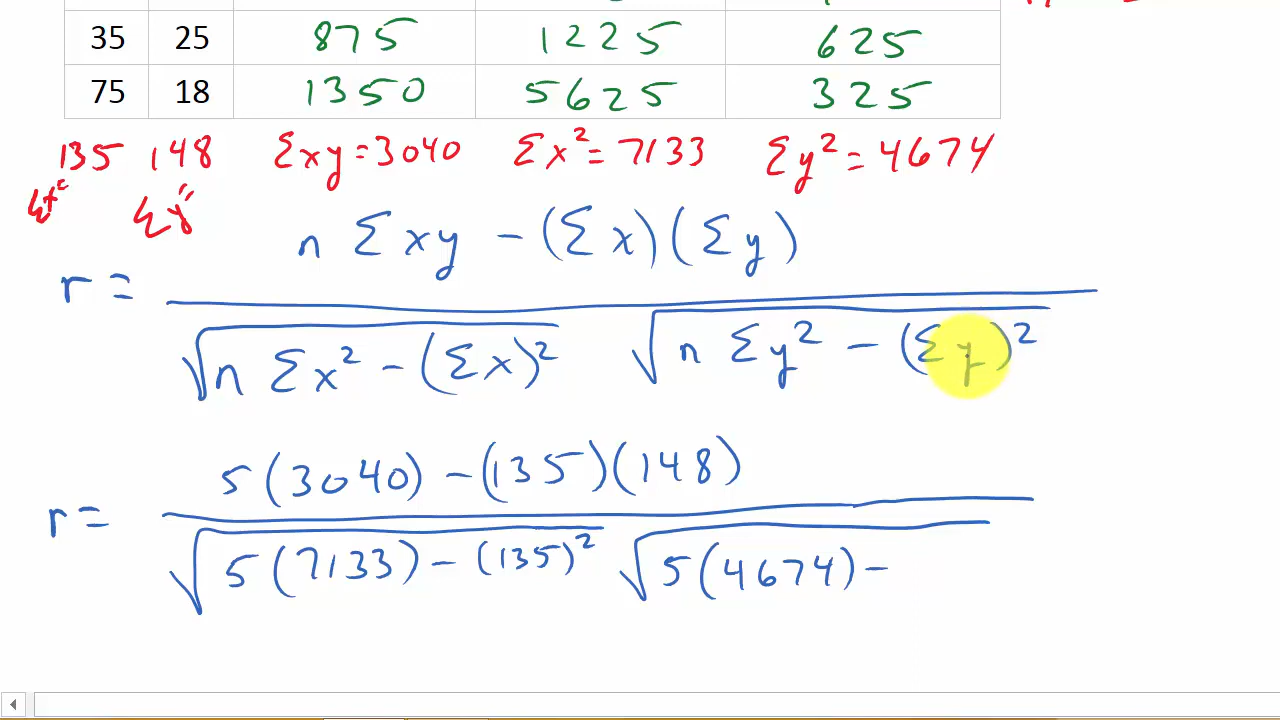 35 25 875 1225 625
75 18 1350 5625 325
135 148 Σxy = 3040 Σx² = 7133 Σy² = 4674
Σx Σy
r = n Σxy − (Σx)(Σy)
√n Σx² − (Σx)² √n Σy² − (Σy)²
r = 5(3040) − (135)(148)
√5(7133) − (135)² √5(4674) −